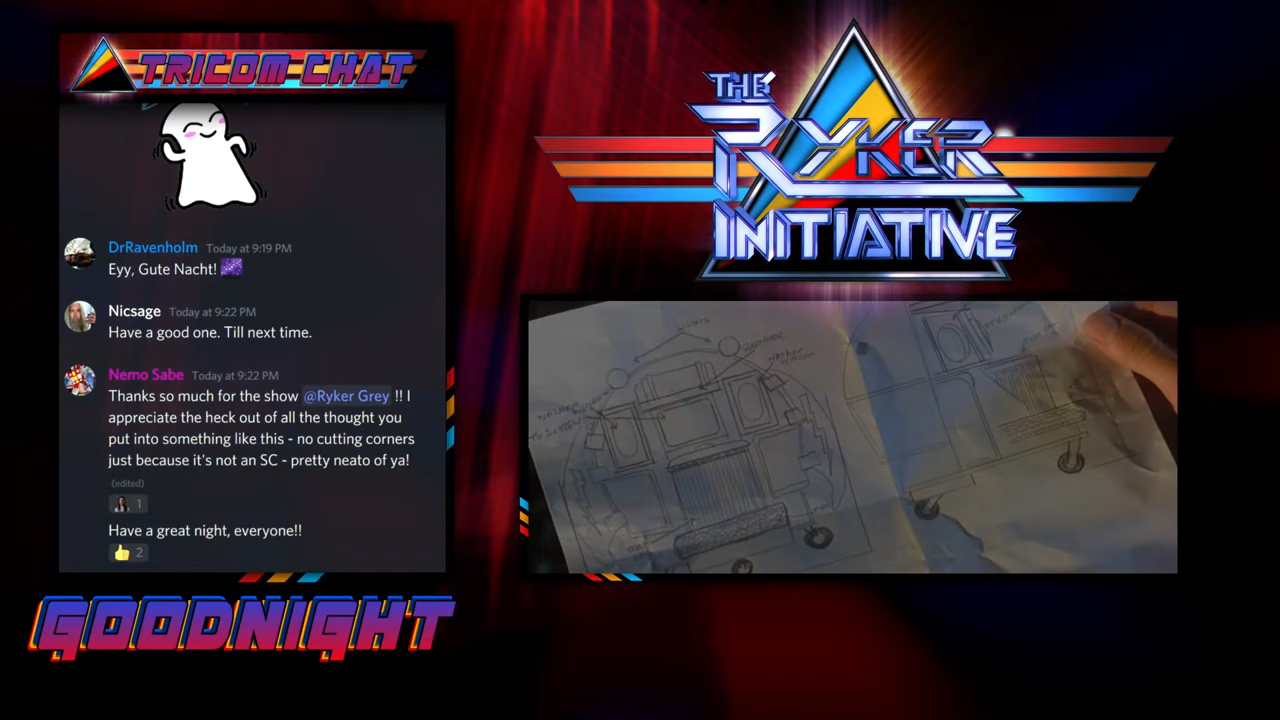 TRICOM CHAT
DrRavenholm Today at 9:19 PM
Eyy, Gute Nacht!
Nicsage Today at 9:22 PM
Have a good one. Till next time.
Nemo Sabe Today at 9:22 PM
Thanks so much for the show @Ryker Grey !! I
appreciate the heck out of all the thought you
put into something like this - no cutting corners
just because it's not an SC - pretty neato of ya!
(edited)
1
Have a great night, everyone!!
2
GOODNIGHT
THE
RYKER
INITIATIVE
LIGHTS